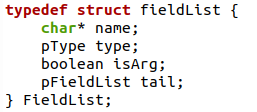 typedef struct fieldList {
    char* name;
    pType type;
    boolean isArg;
    pFieldList tail;
} FieldList;